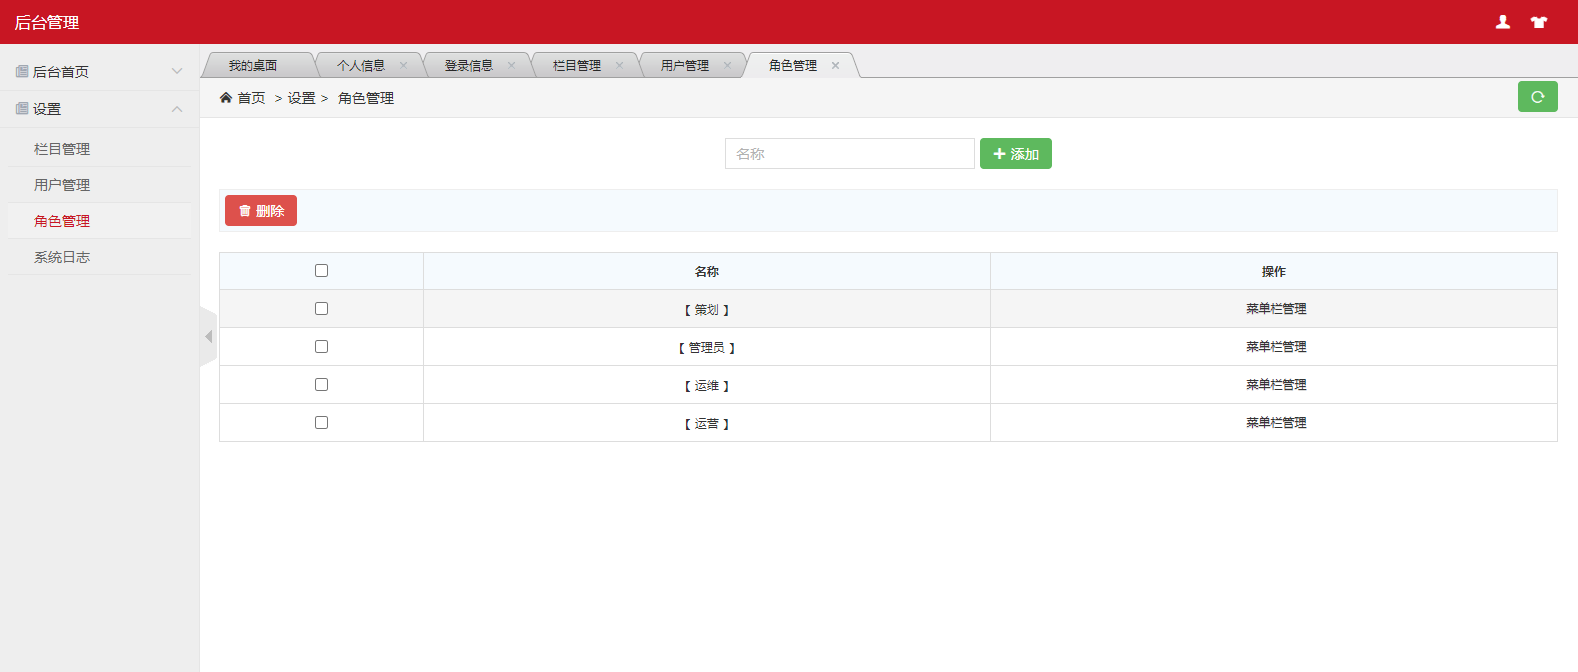 后台管理
我的桌面 个人信息 登录信息 栏目管理 用户管理 角色管理
后台首页
设置
栏目管理
用户管理
角色管理
系统日志
首页 > 设置 > 角色管理
名称 添加
删除
名称 操作
【 策划 】 菜单栏管理
【 管理员 】 菜单栏管理
【 运维 】 菜单栏管理
【 运营 】 菜单栏管理